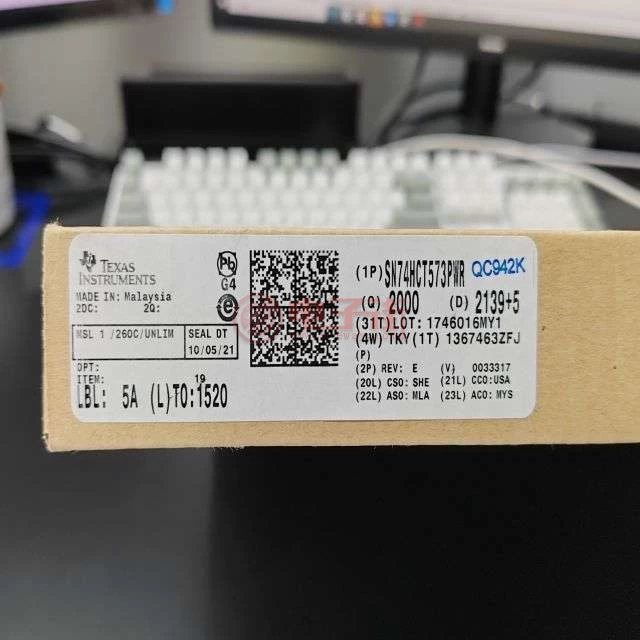 TEXAS
INSTRUMENTS
MADE IN: Malaysia
2DC: 2Q:
MSL 1 /260C/UNLIM SEAL DT
10/05/21
OPT:
ITEM: 19
LBL: 5A (L)TO:1520
Pb
G4
e
(1P)SN74HCT573PWR QC942K
(Q) 2000 (D) 2139+5
(31T)LOT: 1746016MY1
(4W) TKY(1T) 1367463ZFJ
(P)
(2P) REV: E (V) 0033317
(20L) CSO: SHE (21L) CCO:USA
(22L) ASO: MLA (23L) ACO: MYS